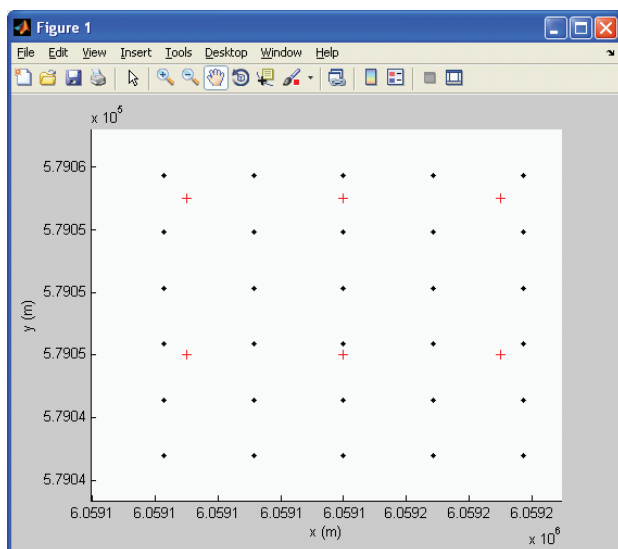 Figure 1
File Edit View Insert Tools Desktop Window Help
x 10^5
5.7906
5.7905
5.7905
5.7905
5.7904
5.7904
y (m)
6.0591 6.0591 6.0591 6.0591 6.0591 6.0592 6.0592 6.0592
x (m)
x 10^6